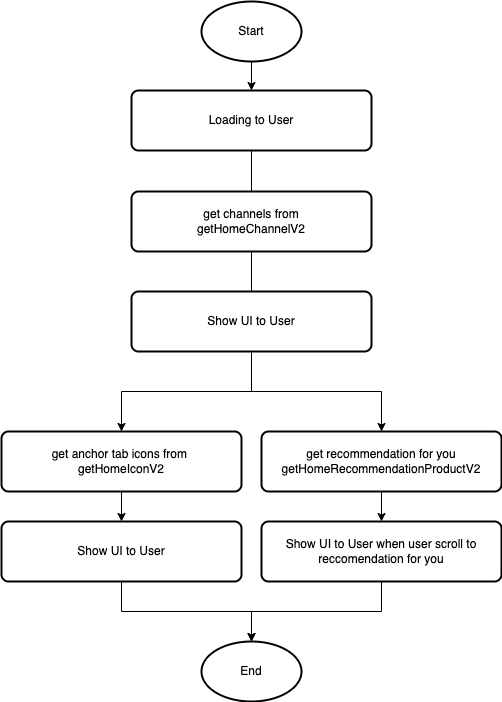 Start
Loading to User
get channels from
getHomeChannelV2
Show UI to User
get anchor tab icons from
getHomeIconV2
get recommendation for you
getHomeRecommendationProductV2
Show UI to User
Show UI to User when user scroll to
reccomendation for you
End